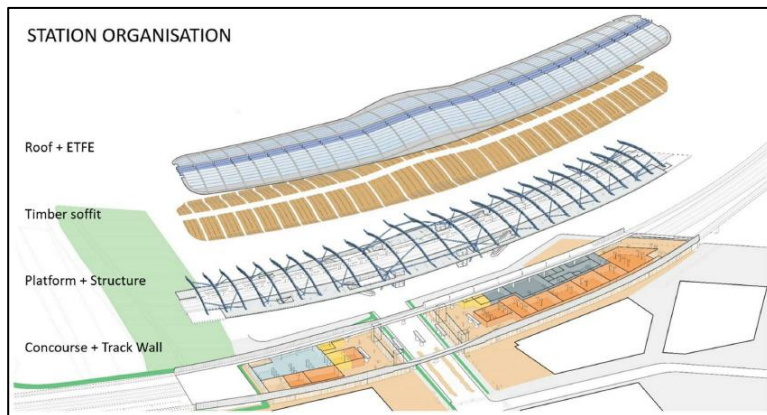 STATION ORGANISATION
Roof + ETFE
Timber soffit
Platform + Structure
Concourse + Track Wall